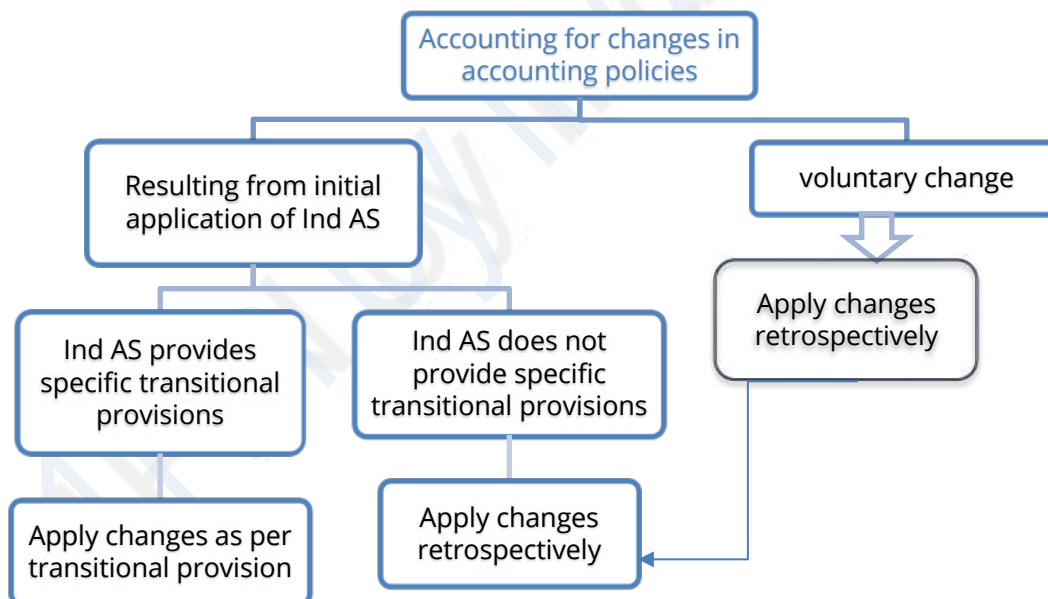 Accounting for changes in
accounting policies
Resulting from initial
application of Ind AS
voluntary change
Apply changes
retrospectively
Ind AS provides
specific transitional
provisions
Ind AS does not
provide specific
transitional provisions
Apply changes as per
transitional provision
Apply changes
retrospectively